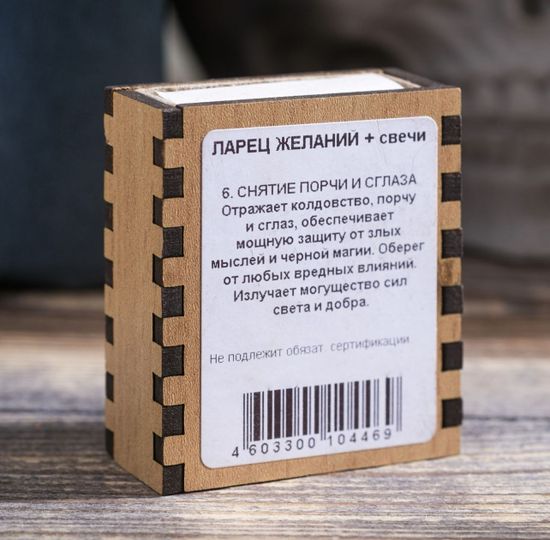 ЛАРЕЦ ЖЕЛАНИЙ + свечи
6. СНЯТИЕ ПОРЧИ И СГЛАЗА
Отражает колдовство, порчу
и сглаз, обеспечивает
мощную защиту от злых
мыслей и черной магии. Оберег
от любых вредных влияний.
Излучает могущество сил
света и добра.
Не подлежит обязат сертификации
4 603300 104469